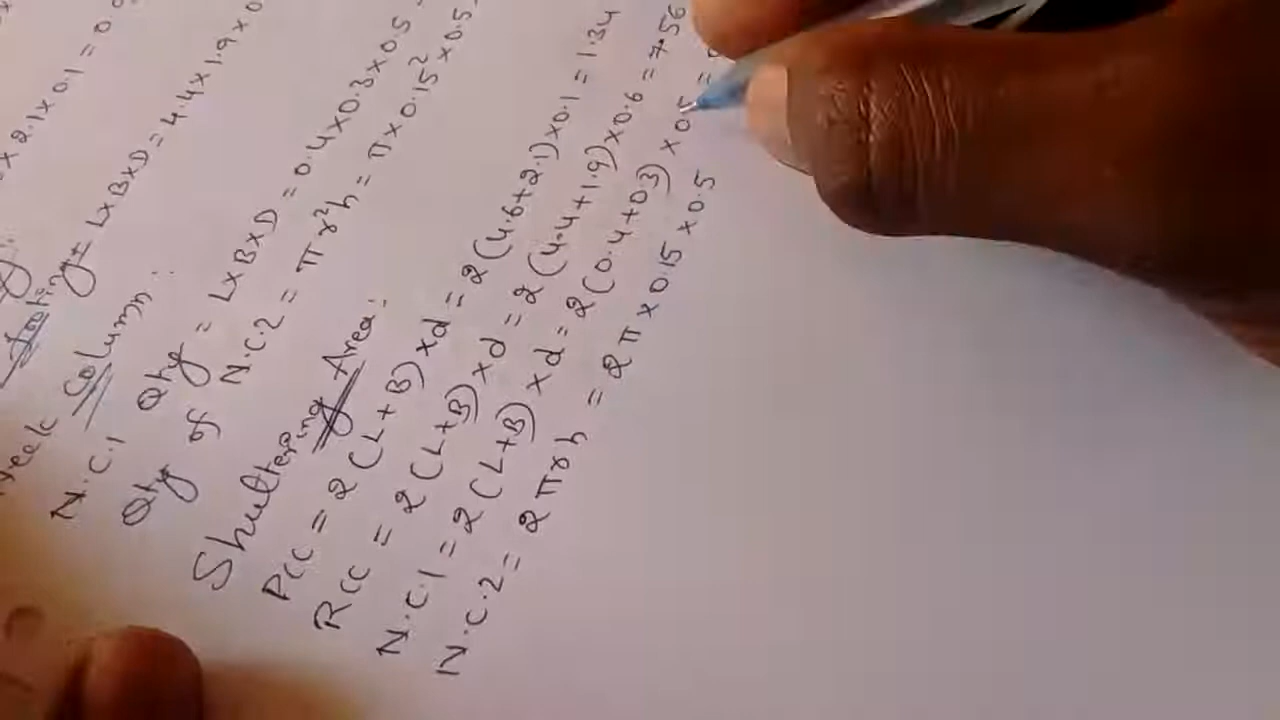 x 2.1 x 0.1 = 0.
Footing = L x B x D = 4.4 x 1.9 x 0
Neck Column:
N.C.1 Qty = L x B x D = 0.4 x 0.3 x 0.5
Qty of N.C.2 = πr²h = π x 0.15² x 0.5
Shuttering Area:
PCC = 2(L+B) x d = 2(4.6+2.1) x 0.1 = 1.34
RCC = 2(L+B) x d = 2(4.4+1.9) x 0.6 = 7.56
N.C.1 = 2(L+B) x d = 2(0.4+0.3) x 0.5 =
N.C.2 = 2πrh = 2π x 0.15 x 0.5